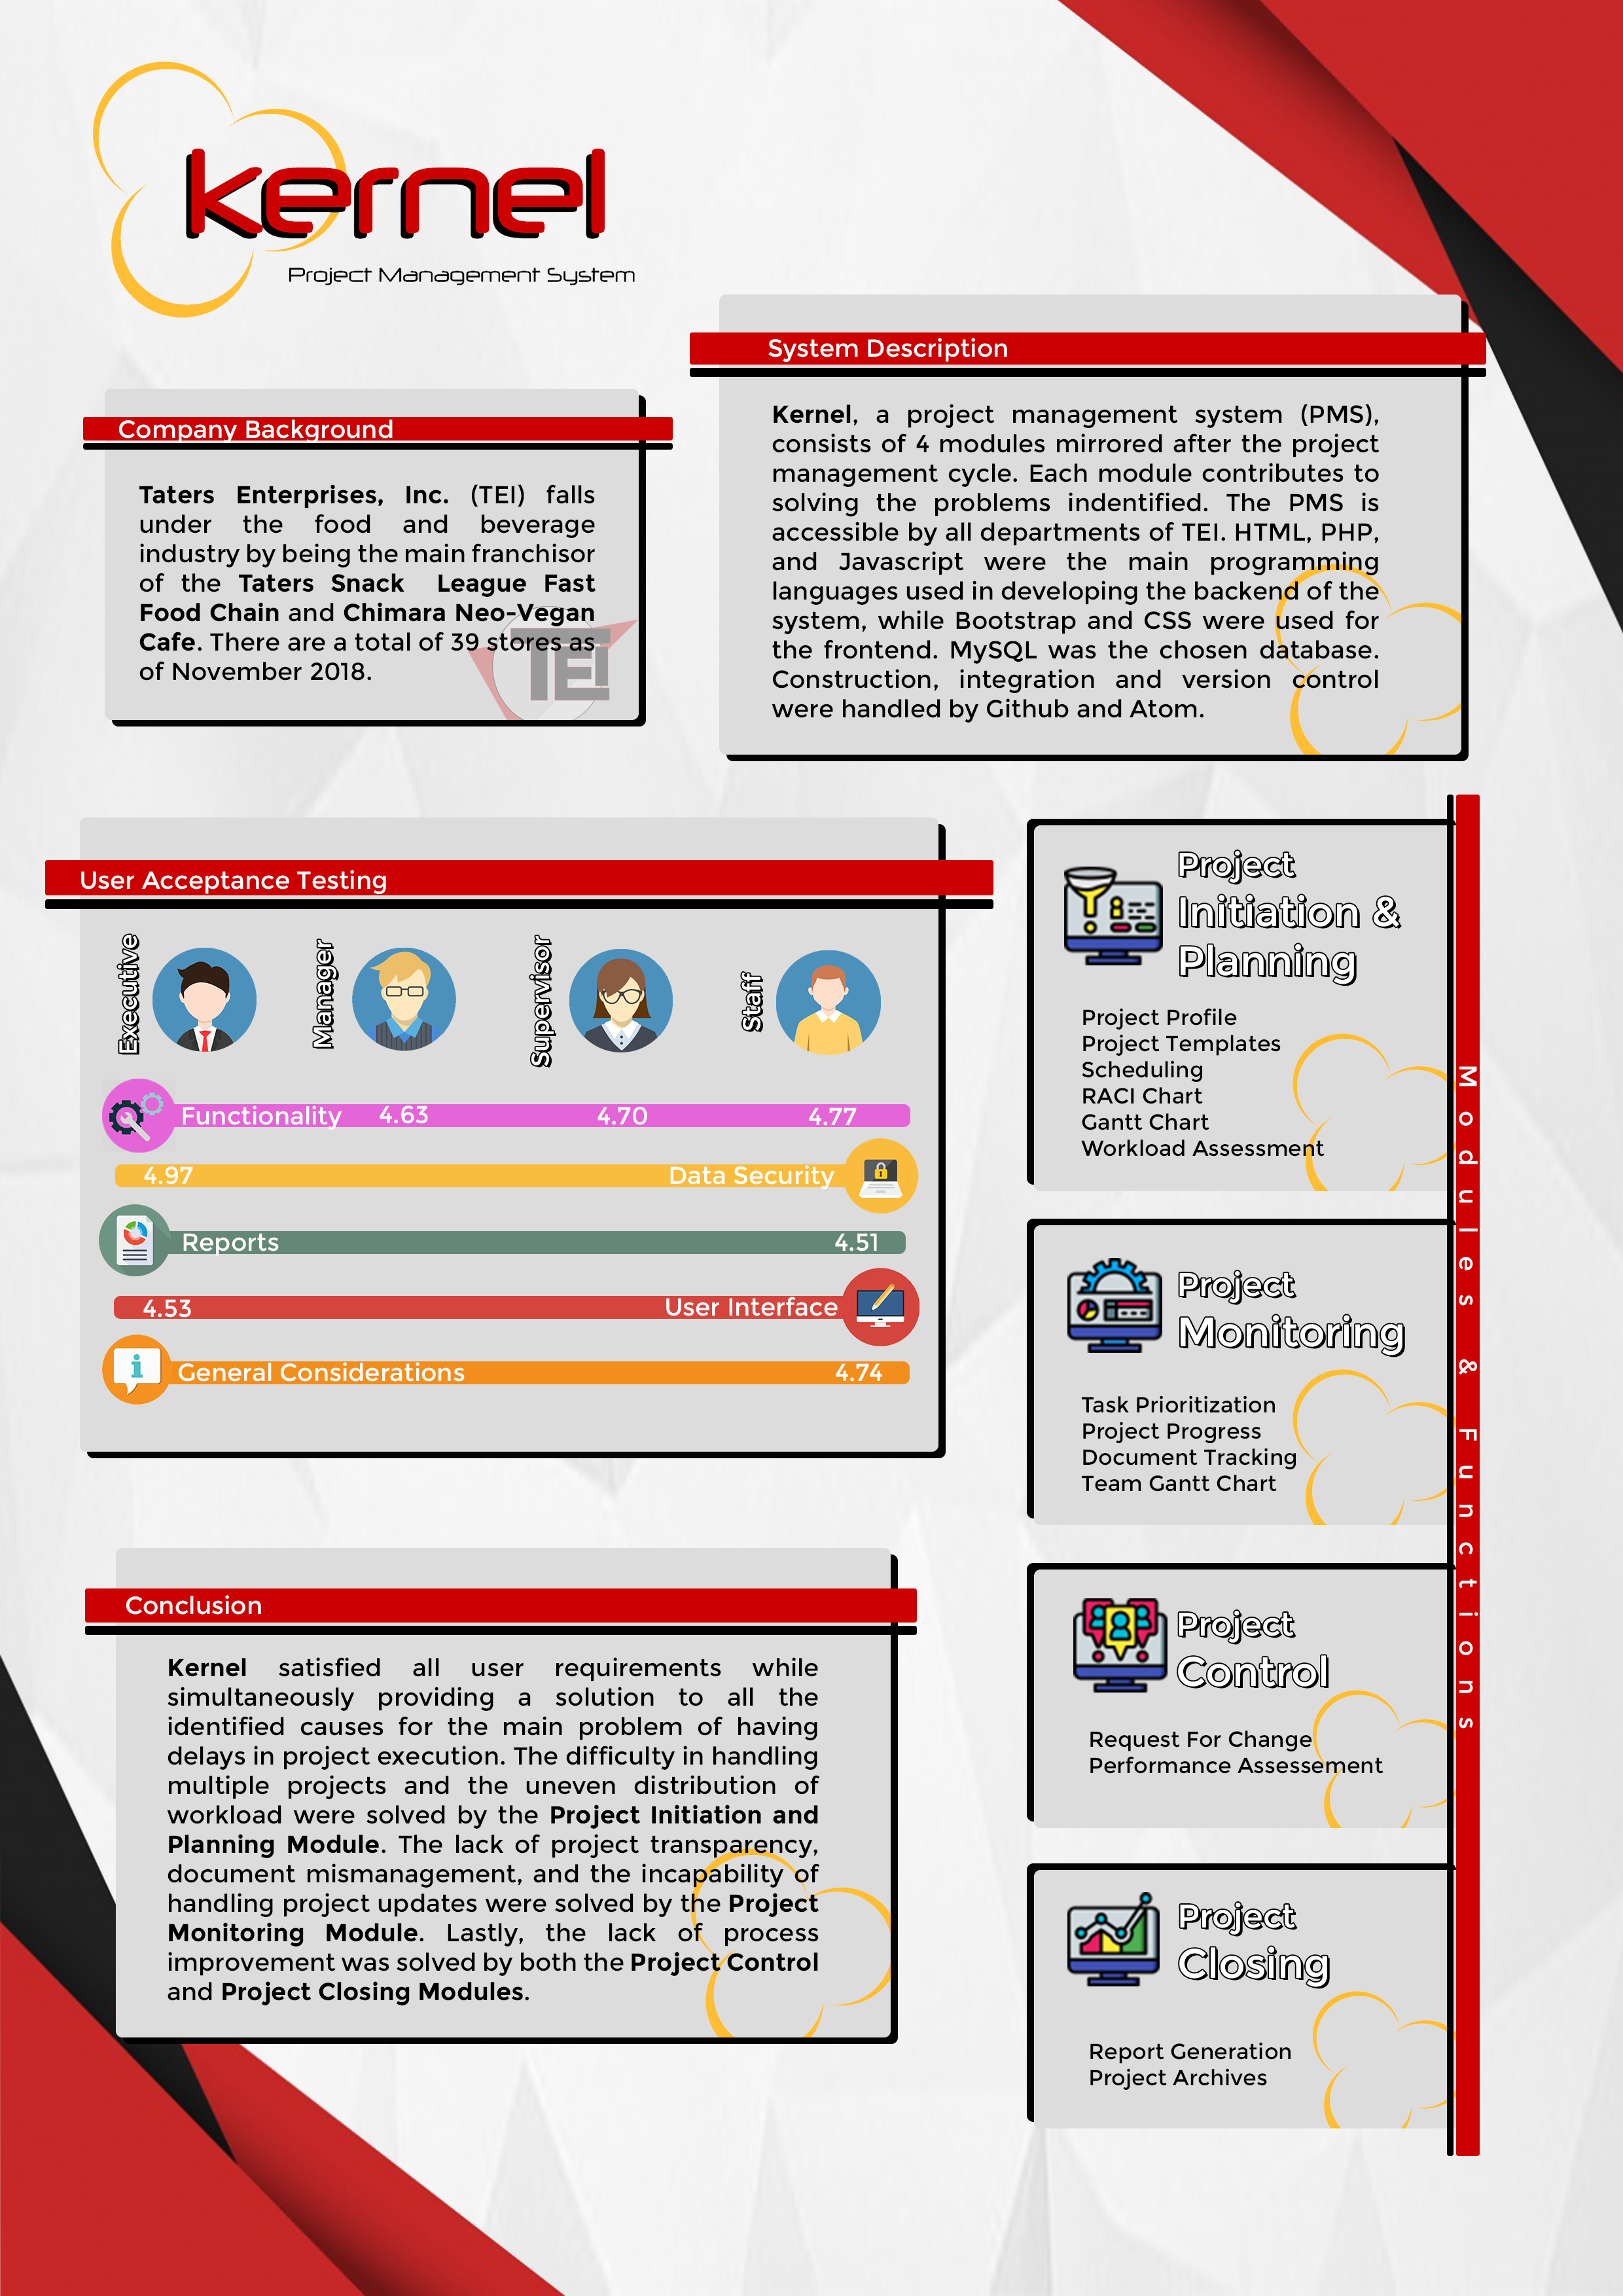 kernel
Project Management System
Company Background
Taters Enterprises, Inc. (TEI) falls
under the food and beverage
industry by being the main franchisor
of the Taters Snack League Fast
Food Chain and Chimara Neo-Vegan
Cafe. There are a total of 39 stores as
of November 2018.
TEI
System Description
Kernel, a project management system (PMS),
consists of 4 modules mirrored after the project
management cycle. Each module contributes to
solving the problems indentified. The PMS is
accessible by all departments of TEI. HTML, PHP,
and Javascript were the main programming
languages used in developing the backend of the
system, while Bootstrap and CSS were used for
the frontend. MySQL was the chosen database.
Construction, integration and version control
were handled by Github and Atom.
User Acceptance Testing
Executive
Manager
Supervisor
Staff
Functionality 4.63 4.70 4.77
4.97 Data Security
Reports 4.51
4.53 User Interface
General Considerations 4.74
Conclusion
Kernel satisfied all user requirements while
simultaneously providing a solution to all the
identified causes for the main problem of having
delays in project execution. The difficulty in handling
multiple projects and the uneven distribution of
workload were solved by the Project Initiation and
Planning Module. The lack of project transparency,
document mismanagement, and the incapability of
handling project updates were solved by the Project
Monitoring Module. Lastly, the lack of process
improvement was solved by both the Project Control
and Project Closing Modules.
Modules & Functions
Project
Initiation &
Planning
Project Profile
Project Templates
Scheduling
RACI Chart
Gantt Chart
Workload Assessment
Project
Monitoring
Task Prioritization
Project Progress
Document Tracking
Team Gantt Chart
Project
Control
Request For Change
Performance Assessement
Project
Closing
Report Generation
Project Archives